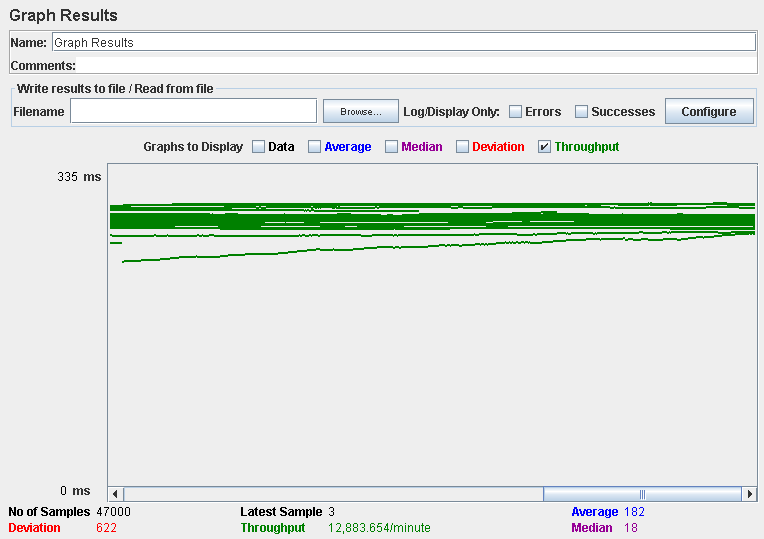 Graph Results
Name: Graph Results
Comments:
Write results to file / Read from file
Filename Browse... Log/Display Only: Errors Successes Configure
Graphs to Display Data Average Median Deviation Throughput
335 ms
0 ms
No of Samples 47000 Latest Sample 3 Average 182
Deviation 622 Throughput 12,883.654/minute Median 18